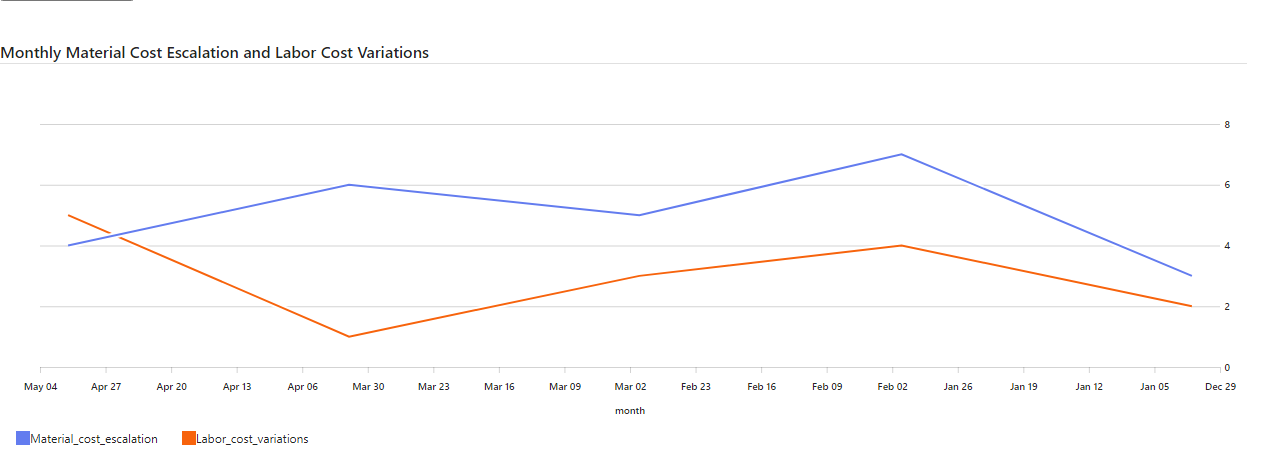 Monthly Material Cost Escalation and Labor Cost Variations
8
6
4
2
0
May 04 Apr 27 Apr 20 Apr 13 Apr 06 Mar 30 Mar 23 Mar 16 Mar 09 Mar 02 Feb 23 Feb 16 Feb 09 Feb 02 Jan 26 Jan 19 Jan 12 Jan 05 Dec 29
month
Material_cost_escalation Labor_cost_variations